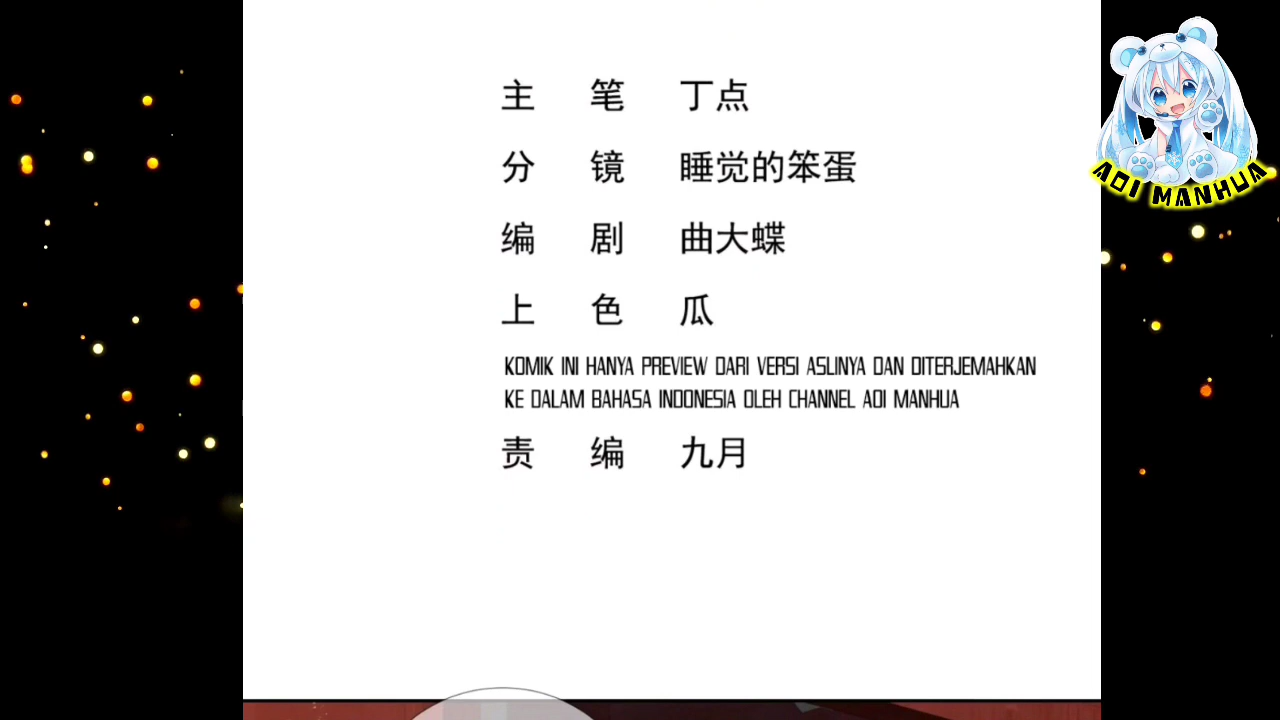 主 笔 丁点
分 镜 睡觉的笨蛋
编 剧 曲大蝶
上 色 瓜
KOMIK INI HANYA PREVIEW DARI VERSI ASLINYA DAN DITERJEMAHKAN
KE DALAM BAHASA INDONESIA OLEH CHANNEL AOI MANHUA
责 编 九月
AOI MANHUA